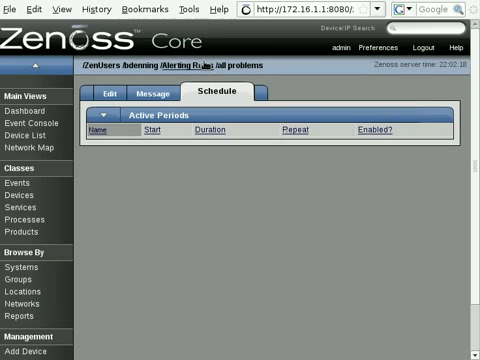 File Edit View History Bookmarks Tools Help http://172.16.1.1:8080/ Google
Zenoss™ Core
Device/IP Search
admin Preferences Logout Help
/ZenUsers /bdenning /Alerting Rules /all problems
Zenoss server time: 22:02:18
Edit Message Schedule
Active Periods
Name Start Duration Repeat Enabled?
Main Views
Dashboard
Event Console
Device List
Network Map
Classes
Events
Devices
Services
Processes
Products
Browse By
Systems
Groups
Locations
Networks
Reports
Management
Add Device